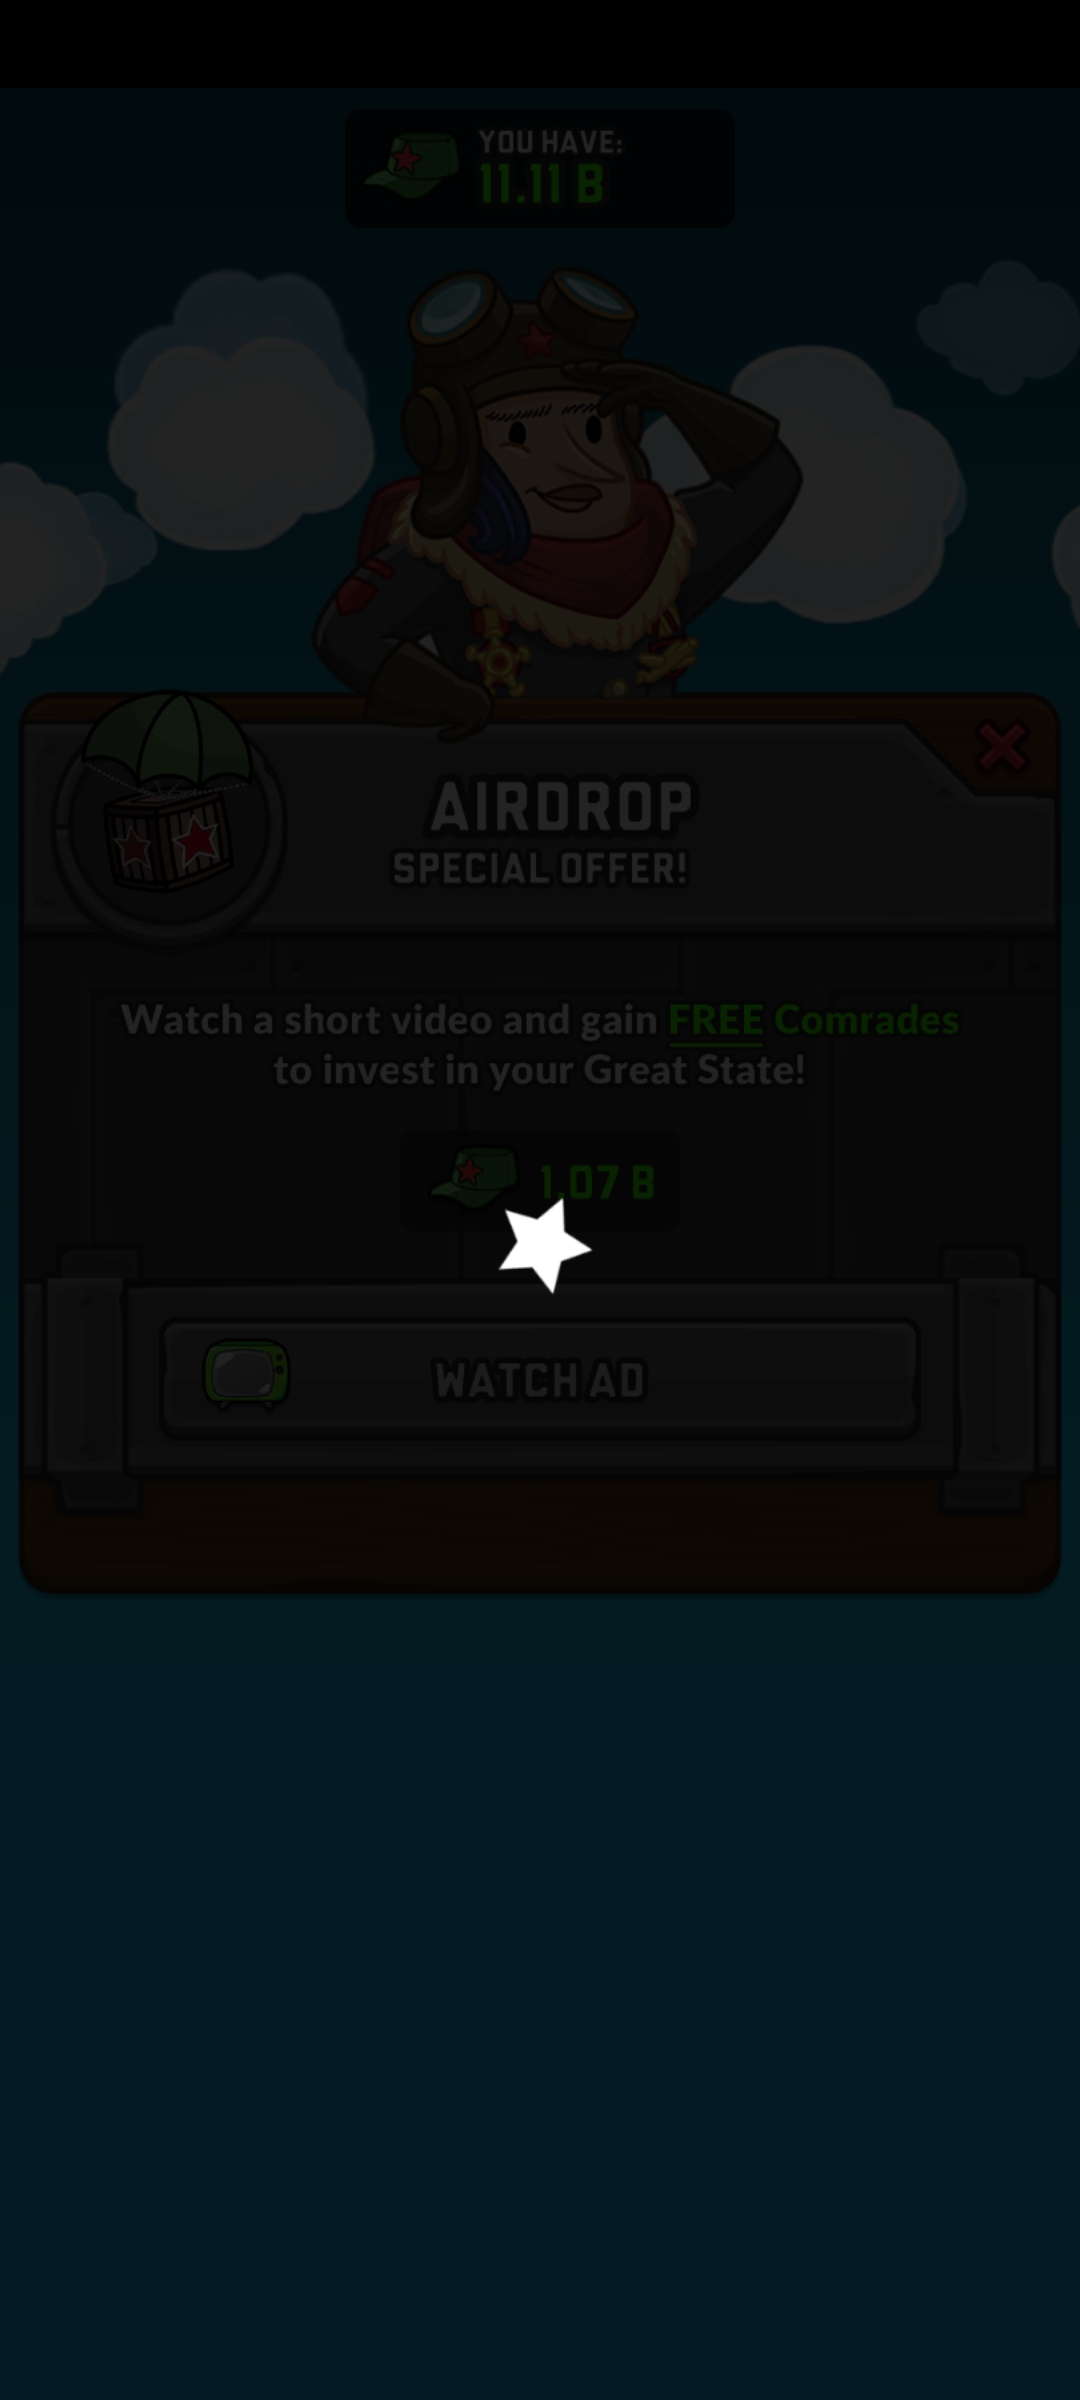 YOU HAVE:
11.11 B
AIRDROP
SPECIAL OFFER!
Watch a short video and gain FREE Comrades
to invest in your Great State!
1.07 B
WATCH AD